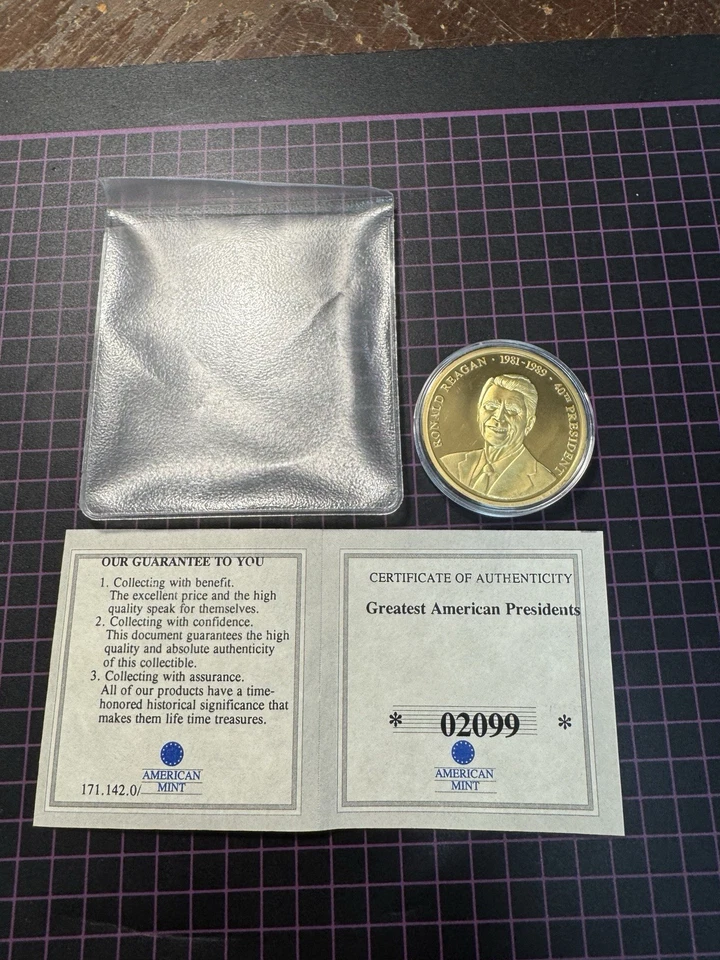 RONALD REAGAN · 1981-1989 · 40TH PRESIDENT
OUR GUARANTEE TO YOU
1. Collecting with benefit.
The excellent price and the high
quality speak for themselves.
2. Collecting with confidence.
This document guarantees the high
quality and absolute authenticity
of this collectible.
3. Collecting with assurance.
All of our products have a time-
honored historical significance that
makes them life time treasures.
AMERICAN
MINT
171.142.0/
CERTIFICATE OF AUTHENTICITY
Greatest American Presidents
* 02099 *
AMERICAN
MINT